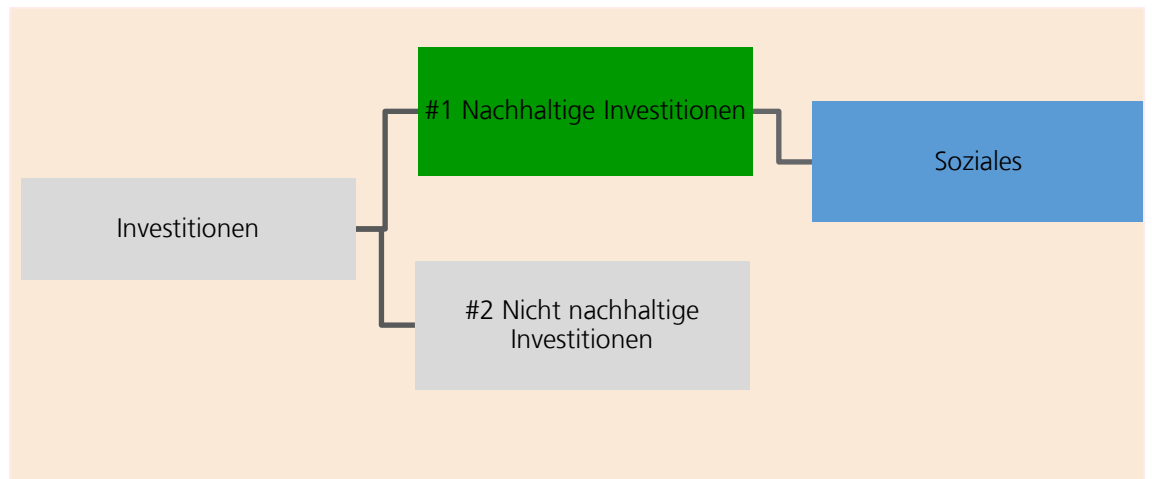 #1 Nachhaltige Investitionen
Soziales
Investitionen
#2 Nicht nachhaltige
Investitionen